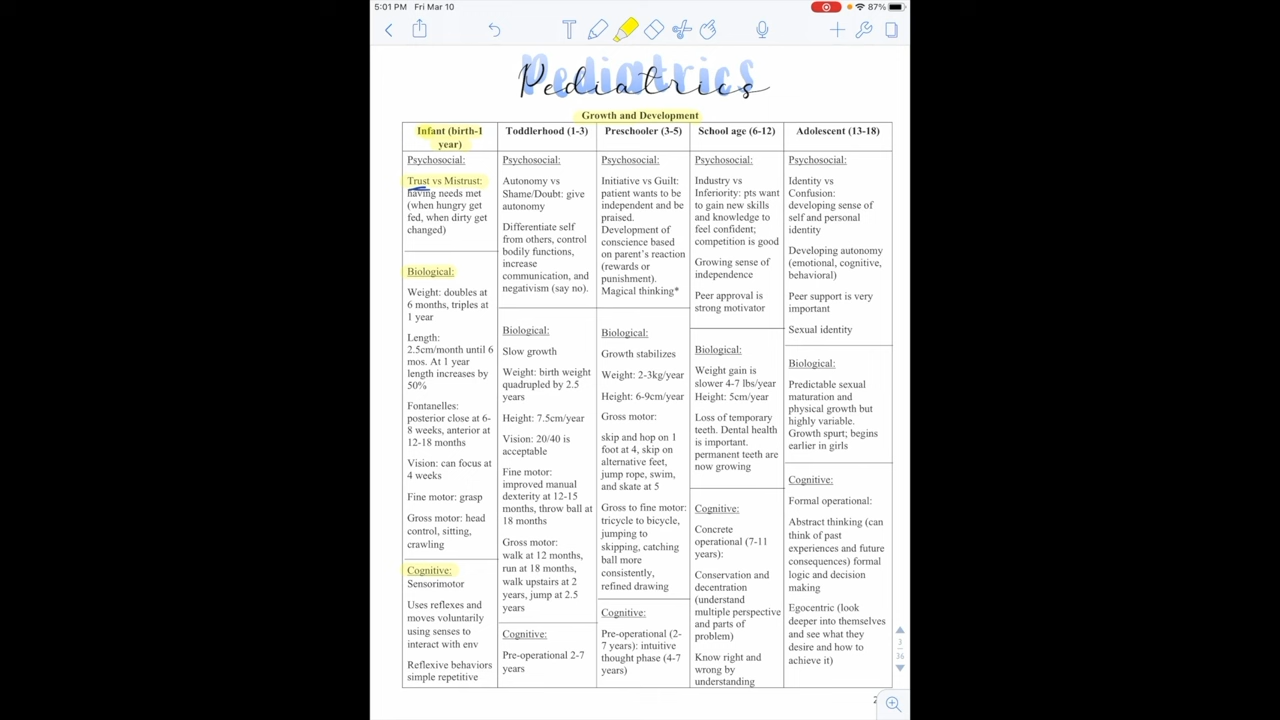 5:01 PM Fri Mar 10
87%
T
Pediatrics
Pediatrics
Growth and Development
Infant (birth-1
year)
Psychosocial:
Trust vs Mistrust:
having needs met
(when hungry get
fed, when dirty get
changed)
Biological:
Weight: doubles at
6 months, triples at
1 year
Length:
2.5cm/month until 6
mos. At 1 year
length increases by
50%
Fontanelles:
posterior close at 6-
8 weeks, anterior at
12-18 months
Vision: can focus at
4 weeks
Fine motor: grasp
Gross motor: head
control, sitting,
crawling
Cognitive:
Sensorimotor
Uses reflexes and
moves voluntarily
using senses to
interact with env
Reflexive behaviors
simple repetitive
Toddlerhood (1-3)
Psychosocial:
Autonomy vs
Shame/Doubt: give
autonomy
Differentiate self
from others, control
bodily functions,
increase
communication, and
negativism (say no).
Biological:
Slow growth
Weight: birth weight
quadrupled by 2.5
years
Height: 7.5cm/year
Vision: 20/40 is
acceptable
Fine motor:
improved manual
dexterity at 12-15
months, throw ball at
18 months
Gross motor:
walk at 12 months,
run at 18 months,
walk upstairs at 2
years, jump at 2.5
years
Cognitive:
Pre-operational 2-7
years
Preschooler (3-5)
Psychosocial:
Initiative vs Guilt:
patient wants to be
independent and be
praised.
Development of
conscience based
on parent's reaction
(rewards or
punishment).
Magical thinking*
Biological:
Growth stabilizes
Weight: 2-3kg/year
Height: 6-9cm/year
Gross motor:
skip and hop on 1
foot at 4, skip on
alternative feet,
jump rope, swim,
and skate at 5
Gross to fine motor:
tricycle to bicycle,
jumping to
skipping, catching
ball more
consistently,
refined drawing
Cognitive:
Pre-operational (2-
7 years): intuitive
thought phase (4-7
years)
School age (6-12)
Psychosocial:
Industry vs
Inferiority: pts want
to gain new skills
and knowledge to
feel confident;
competition is good
Growing sense of
independence
Peer approval is
strong motivator
Biological:
Weight gain is
slower 4-7 lbs/year
Height: 5cm/year
Loss of temporary
teeth. Dental health
is important.
permanent teeth are
now growing
Cognitive:
Concrete
operational (7-11
years):
Conservation and
decentration
(understand
multiple perspective
and parts of
problem)
Know right and
wrong by
understanding
Adolescent (13-18)
Psychosocial:
Identity vs
Confusion:
developing sense of
self and personal
identity
Developing autonomy
(emotional, cognitive,
behavioral)
Peer support is very
important
Sexual identity
Biological:
Predictable sexual
maturation and
physical growth but
highly variable.
Growth spurt; begins
earlier in girls
Cognitive:
Formal operational:
Abstract thinking (can
think of past
experiences and future
consequences) formal
logic and decision
making
Egocentric (look
deeper into themselves
and see what they
desire and how to
achieve it)
3
36